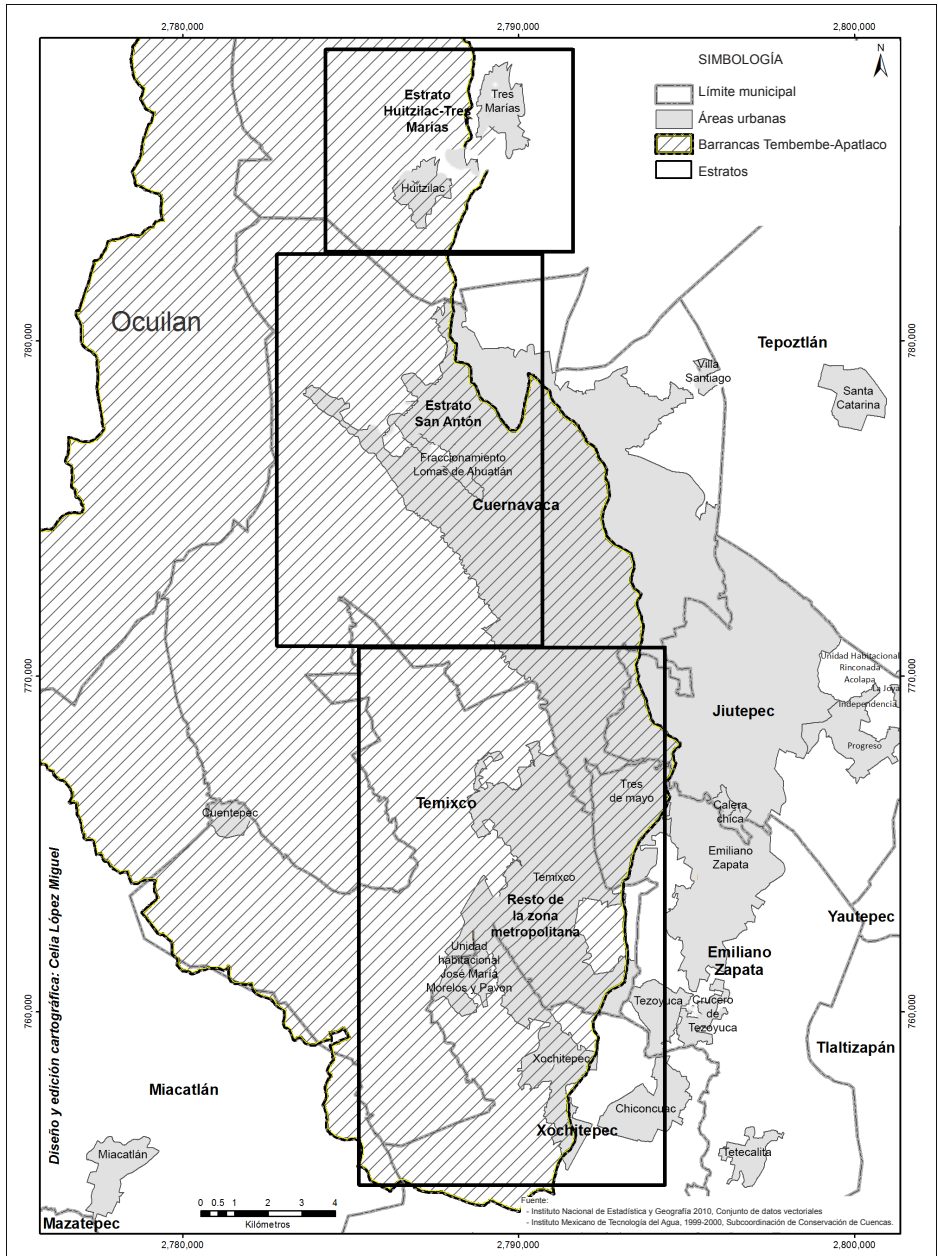 2,780,000
2,790,000
2,800,000
N
SIMBOLOGÍA
Límite municipal
Áreas urbanas
Barrancas Tembembe-Apatlaco
Estratos
Estrato
Huitzilac-Tres
Marías
Tres
Marías
Huitzilac
Ocuilan
780,000
780,000
Tepoztlán
Villa
Santiago
Santa
Catarina
Estrato
San Antón
Fraccionamiento
Lomas de Ahuatlán
Cuernavaca
770,000
770,000
Unidad Habitacional
Rinconada
Acolapa
La Joya
Independencia
Progreso
Jiutepec
Tres
de mayo
Temixco
Cuentepec
Calera
chica
Emiliano
Zapata
Temixco
Resto de
la zona
metropolitana
Yautepec
Unidad
habitacional
José María
Morelos y Pavon
Emiliano
Zapata
Tezoyuca
Crucero
de
Tezoyuca
760,000
760,000
Tlaltizapán
Xochitepec
Miacatlán
Chiconcuac
Xochitepec
Tetecalita
Miacatlán
Mazatepec
Diseño y edición cartográfica: Celia López Miguel
0 0.5 1 2 3 4
Kilómetros
Fuente:
- Instituto Nacional de Estadística y Geografía 2010, Conjunto de datos vectoriales
- Instituto Mexicano de Tecnología del Agua, 1999-2000, Subcoordinación de Conservación de Cuencas.
2,780,000
2,790,000
2,800,000